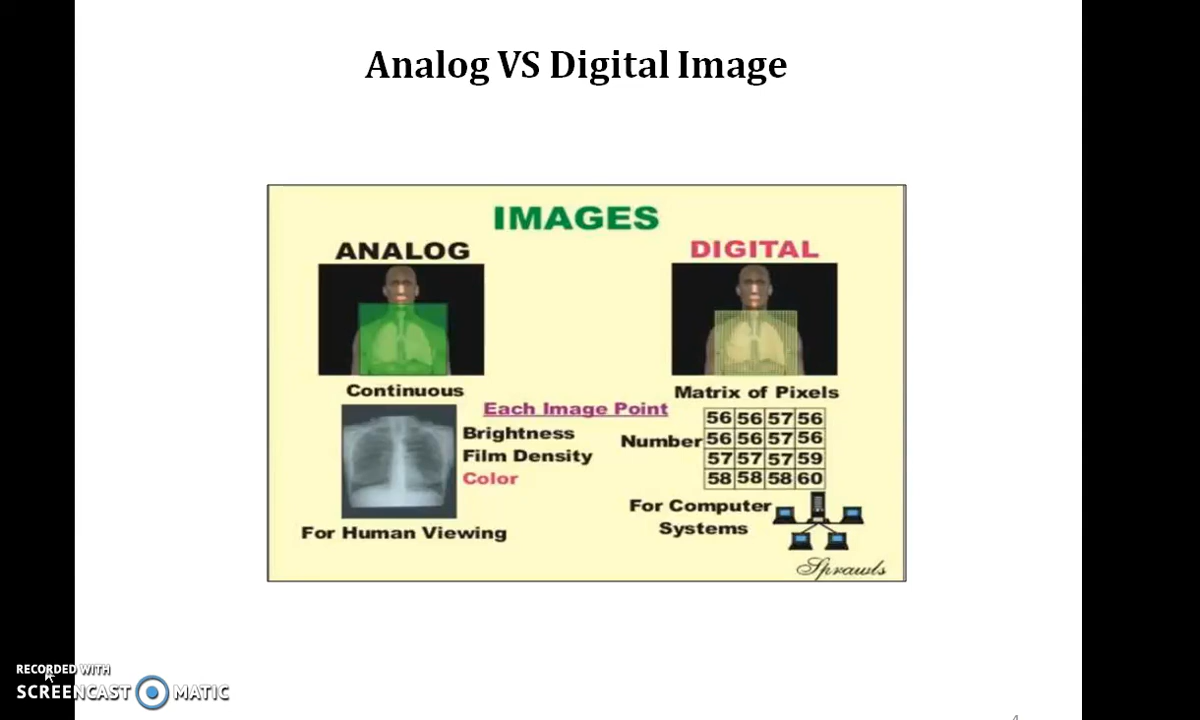 Analog VS Digital Image
IMAGES
ANALOG
DIGITAL
Continuous
Matrix of Pixels
Each Image Point
Brightness
Film Density
Color
Number
56 56 57 56
56 56 57 56
57 57 57 59
58 58 58 60
For Human Viewing
For Computer
Systems
Sprawls
RECORDED WITH
SCREENCAST MATIC